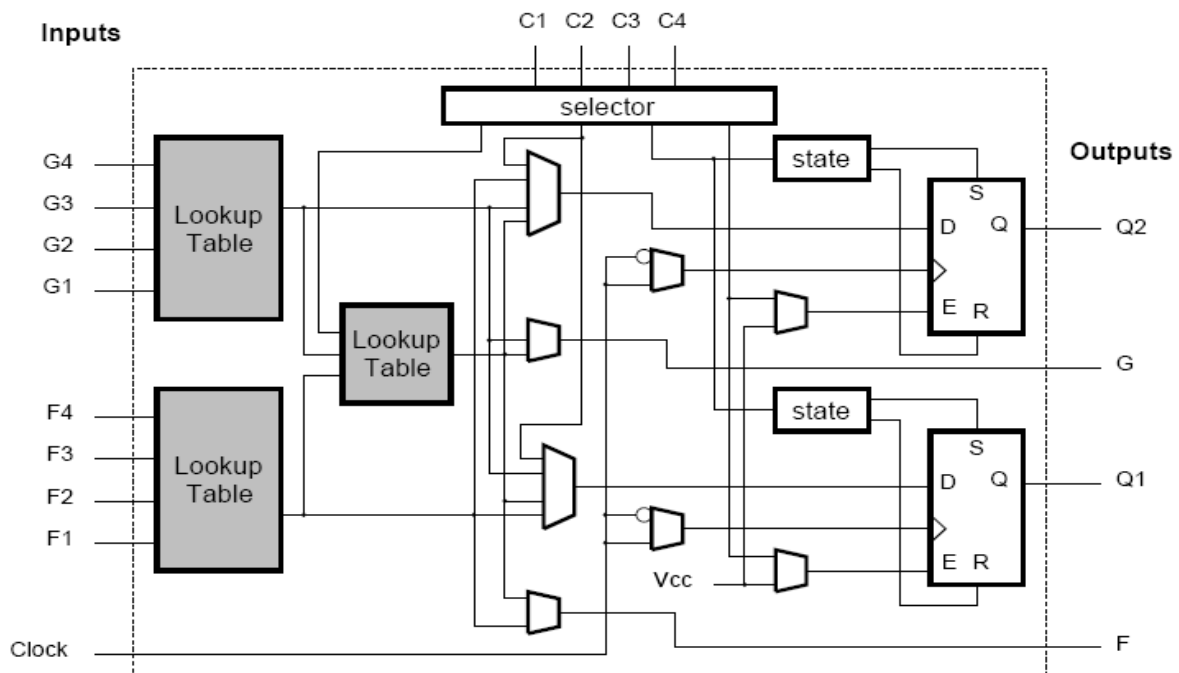 Inputs
C1 C2 C3 C4
selector
G4
G3
G2
G1
Lookup
Table
state
Outputs
S
D Q
E R
Q2
Lookup
Table
G
F4
F3
F2
F1
Lookup
Table
state
S
D Q
E R
Q1
Vcc
F
Clock